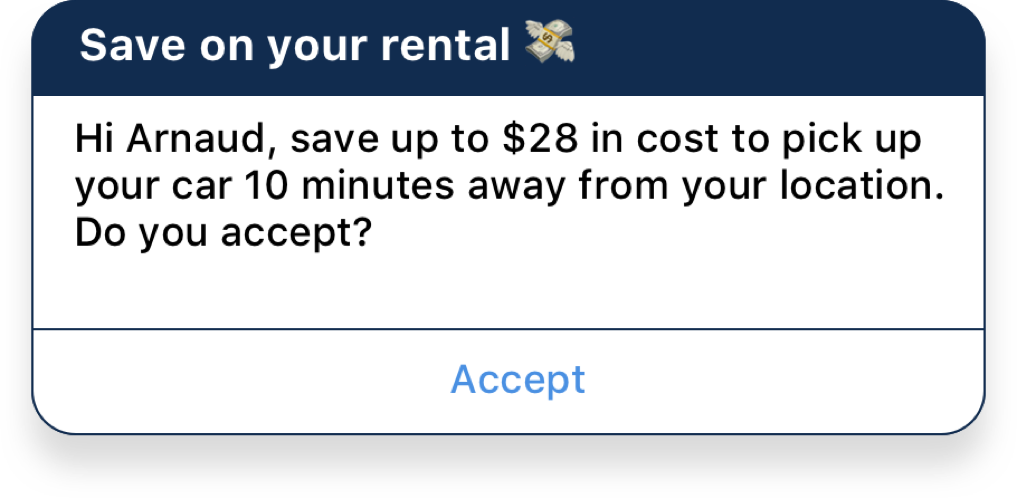 Save on your rental 💸
Hi Arnaud, save up to $28 in cost to pick up
your car 10 minutes away from your location.
Do you accept?
Accept